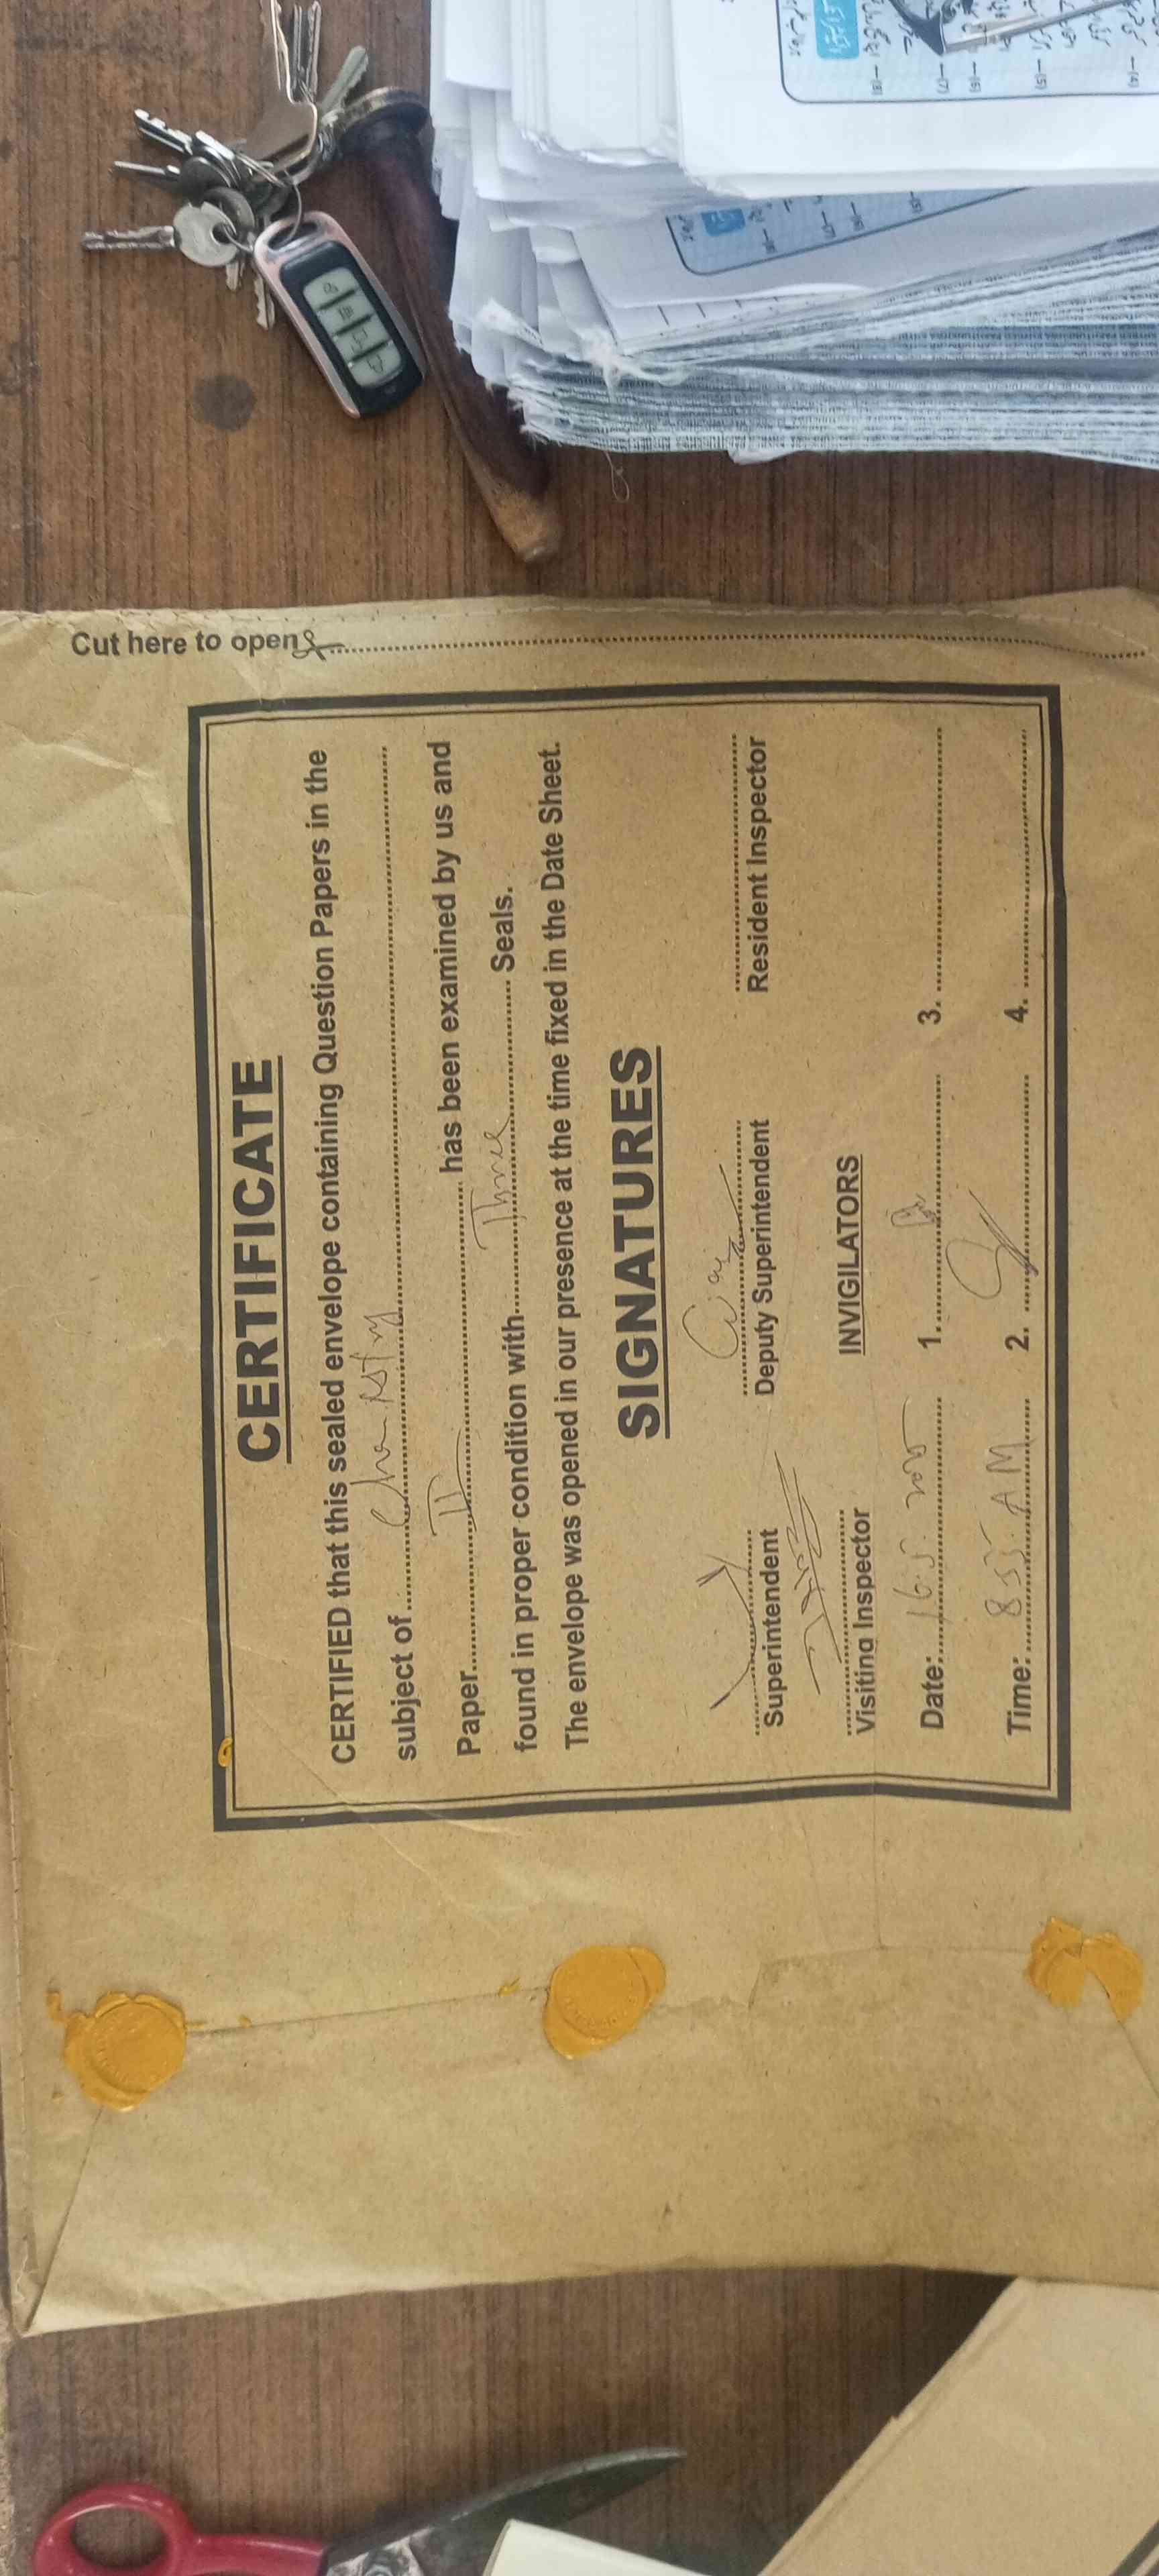 Cut here to open
CERTIFICATE
CERTIFIED that this sealed envelope containing Question Papers in the
subject of Chemistry
Paper II has been examined by us and
found in proper condition with Three Seals.
The envelope was opened in our presence at the time fixed in the Date Sheet.
SIGNATURES
Superintendent Deputy Superintendent Resident Inspector
Visiting Inspector
INVIGILATORS
Date: 16.5.2025 1. 3.
Time: 8 35 AM 2. 4.